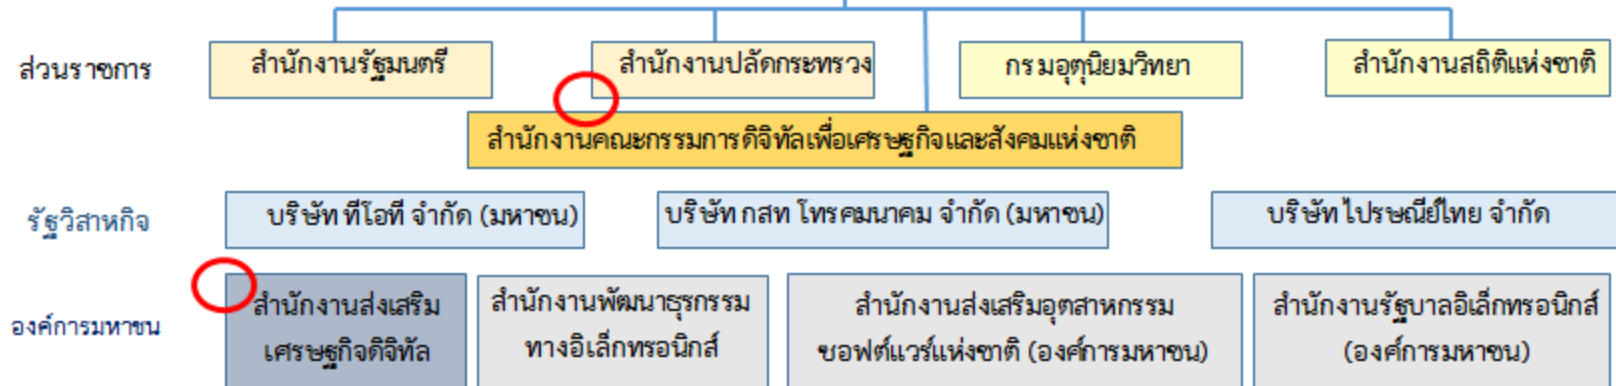 ส่วนราชการ
สำนักงานรัฐมนตรี
สำนักงานปลัดกระทรวง
กรมอุตุนิยมวิทยา
สำนักงานสถิติแห่งชาติ
สำนักงานคณะกรรมการดิจิทัลเพื่อเศรษฐกิจและสังคมแห่งชาติ
รัฐวิสาหกิจ
บริษัท ทีโอที จำกัด (มหาชน)
บริษัท กสท โทรคมนาคม จำกัด (มหาชน)
บริษัท ไปรษณีย์ไทย จำกัด
องค์การมหาชน
สำนักงานส่งเสริม
เศรษฐกิจดิจิทัล
สำนักงานพัฒนาธุรกรรม
ทางอิเล็กทรอนิกส์
สำนักงานส่งเสริมอุตสาหกรรม
ซอฟต์แวร์แห่งชาติ (องค์การมหาชน)
สำนักงานรัฐบาลอิเล็กทรอนิกส์
(องค์การมหาชน)